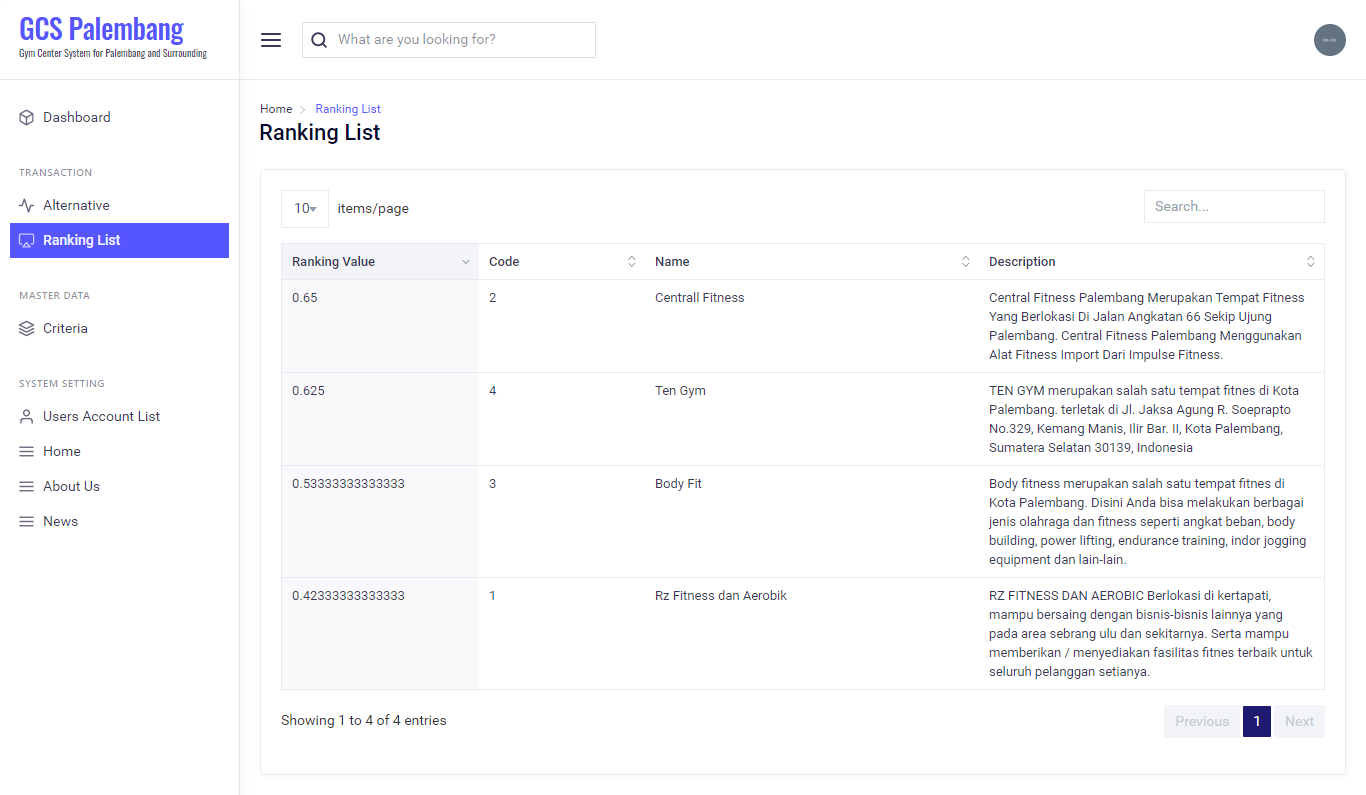 GCS Palembang
Gym Center System for Palembang and Surrounding
What are you looking for?
Dashboard
TRANSACTION
Alternative
Ranking List
MASTER DATA
Criteria
SYSTEM SETTING
Users Account List
Home
About Us
News
Home Ranking List
Ranking List
10 items/page
Search...
Ranking Value Code Name Description
0.65 2 Centrall Fitness Central Fitness Palembang Merupakan Tempat Fitness
Yang Berlokasi Di Jalan Angkatan 66 Sekip Ujung
Palembang. Central Fitness Palembang Menggunakan
Alat Fitness Import Dari Impulse Fitness.
0.625 4 Ten Gym TEN GYM merupakan salah satu tempat fitnes di Kota
Palembang. terletak di Jl. Jaksa Agung R. Soeprapto
No.329, Kemang Manis, Ilir Bar. II, Kota Palembang,
Sumatera Selatan 30139, Indonesia
0.53333333333333 3 Body Fit Body fitness merupakan salah satu tempat fitnes di
Kota Palembang. Disini Anda bisa melakukan berbagai
jenis olahraga dan fitness seperti angkat beban, body
building, power lifting, endurance training, indor jogging
equipment dan lain-lain.
0.42333333333333 1 Rz Fitness dan Aerobik RZ FITNESS DAN AEROBIC Berlokasi di kertapati,
mampu bersaing dengan bisnis-bisnis lainnya yang
pada area sebrang ulu dan sekitarnya. Serta mampu
memberikan / menyediakan fasilitas fitnes terbaik untuk
seluruh pelanggan setianya.
Showing 1 to 4 of 4 entries
Previous 1 Next